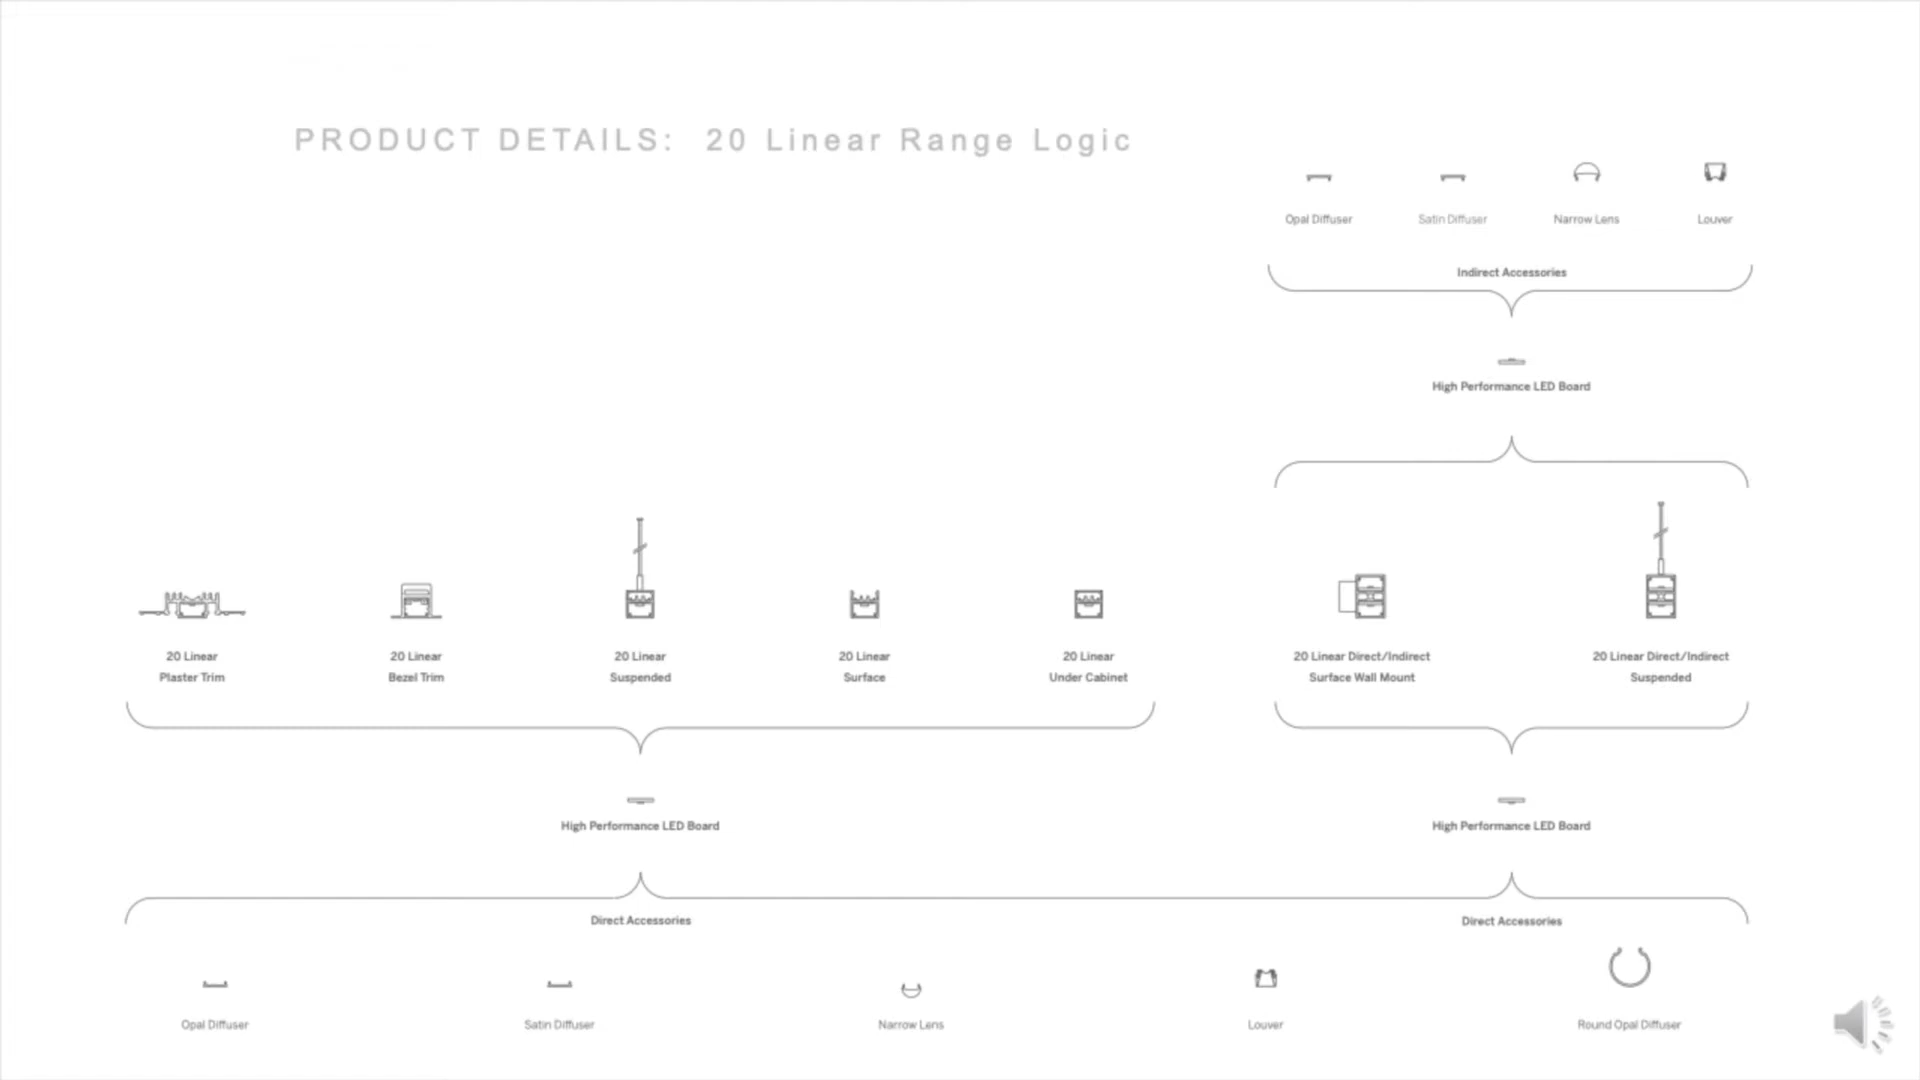 PRODUCT DETAILS: 20 Linear Range Logic
Opal Diffuser
Satin Diffuser
Narrow Lens
Louver
Indirect Accessories
High Performance LED Board
20 Linear
Plaster Trim
20 Linear
Bezel Trim
20 Linear
Suspended
20 Linear
Surface
20 Linear
Under Cabinet
20 Linear Direct/Indirect
Surface Wall Mount
20 Linear Direct/Indirect
Suspended
High Performance LED Board
High Performance LED Board
Direct Accessories
Direct Accessories
Opal Diffuser
Satin Diffuser
Narrow Lens
Louver
Round Opal Diffuser